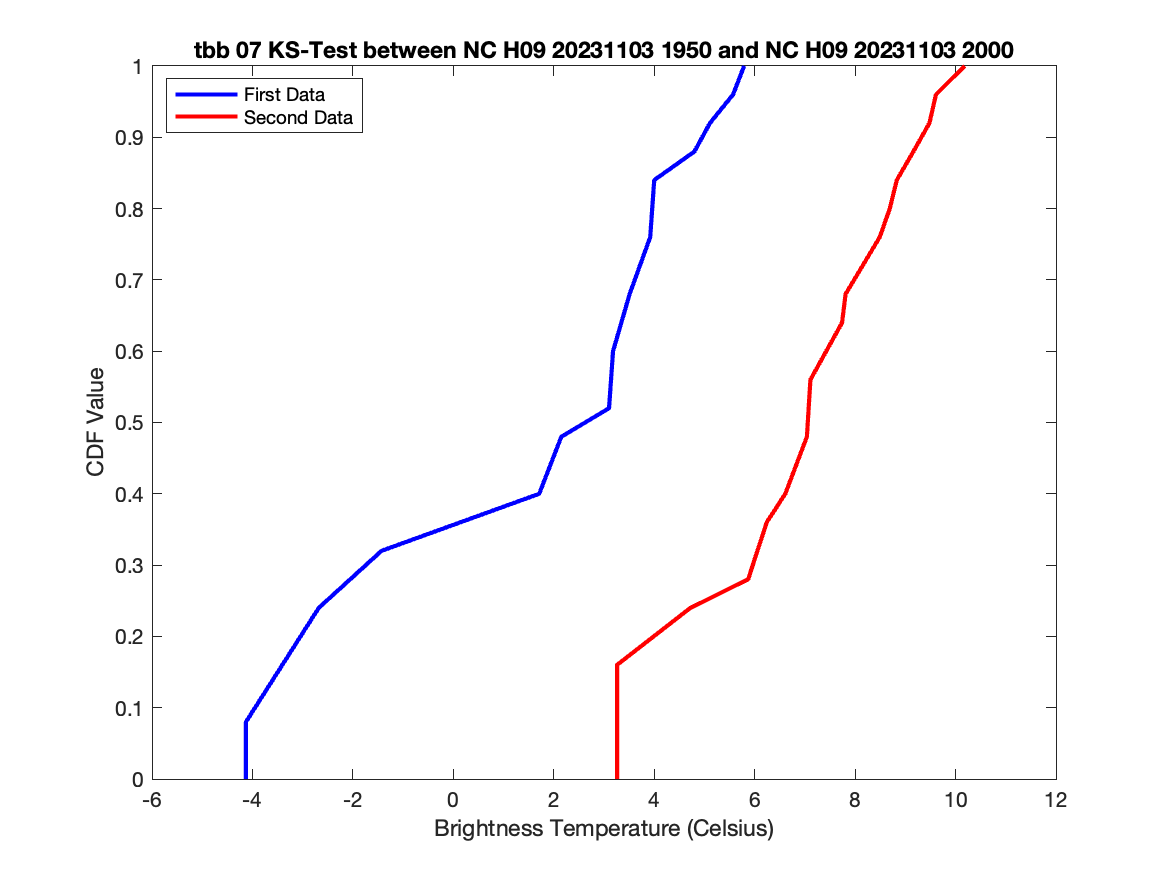 tbb 07 KS-Test between NC H09 20231103 1950 and NC H09 20231103 2000
First Data
Second Data
1
0.9
0.8
0.7
0.6
0.5
0.4
0.3
0.2
0.1
0
CDF Value
-6 -4 -2 0 2 4 6 8 10 12
Brightness Temperature (Celsius)